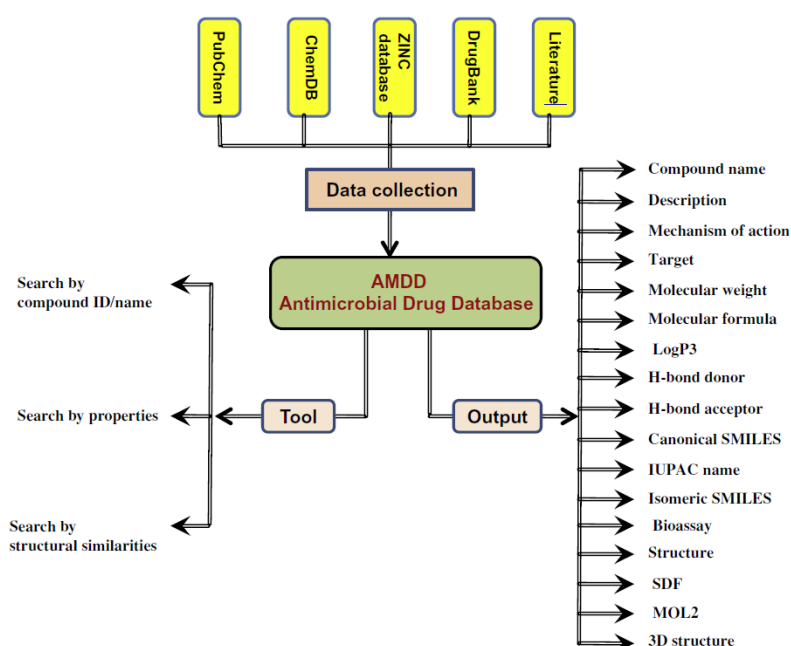 PubChem
ChemDB
ZINC
database
DrugBank
Literature
Data collection
AMDD
Antimicrobial Drug Database
Tool
Output
Search by
compound ID/name
Search by properties
Search by
structural similarities
Compound name
Description
Mechanism of action
Target
Molecular weight
Molecular formula
LogP3
H-bond donor
H-bond acceptor
Canonical SMILES
IUPAC name
Isomeric SMILES
Bioassay
Structure
SDF
MOL2
3D structure